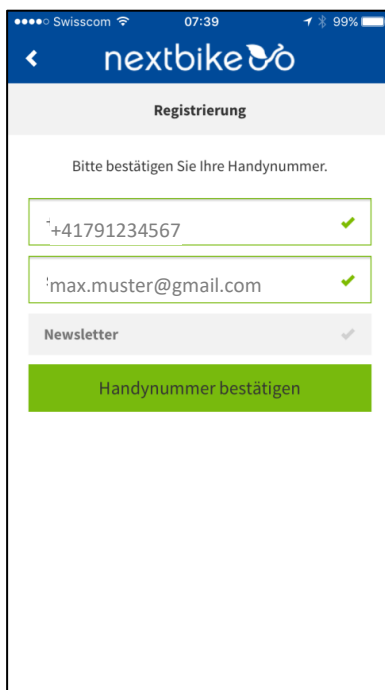 Swisscom 07:39 99%
nextbike
Registrierung
Bitte bestätigen Sie Ihre Handynummer.
+41791234567
max.muster@gmail.com
Newsletter
Handynummer bestätigen